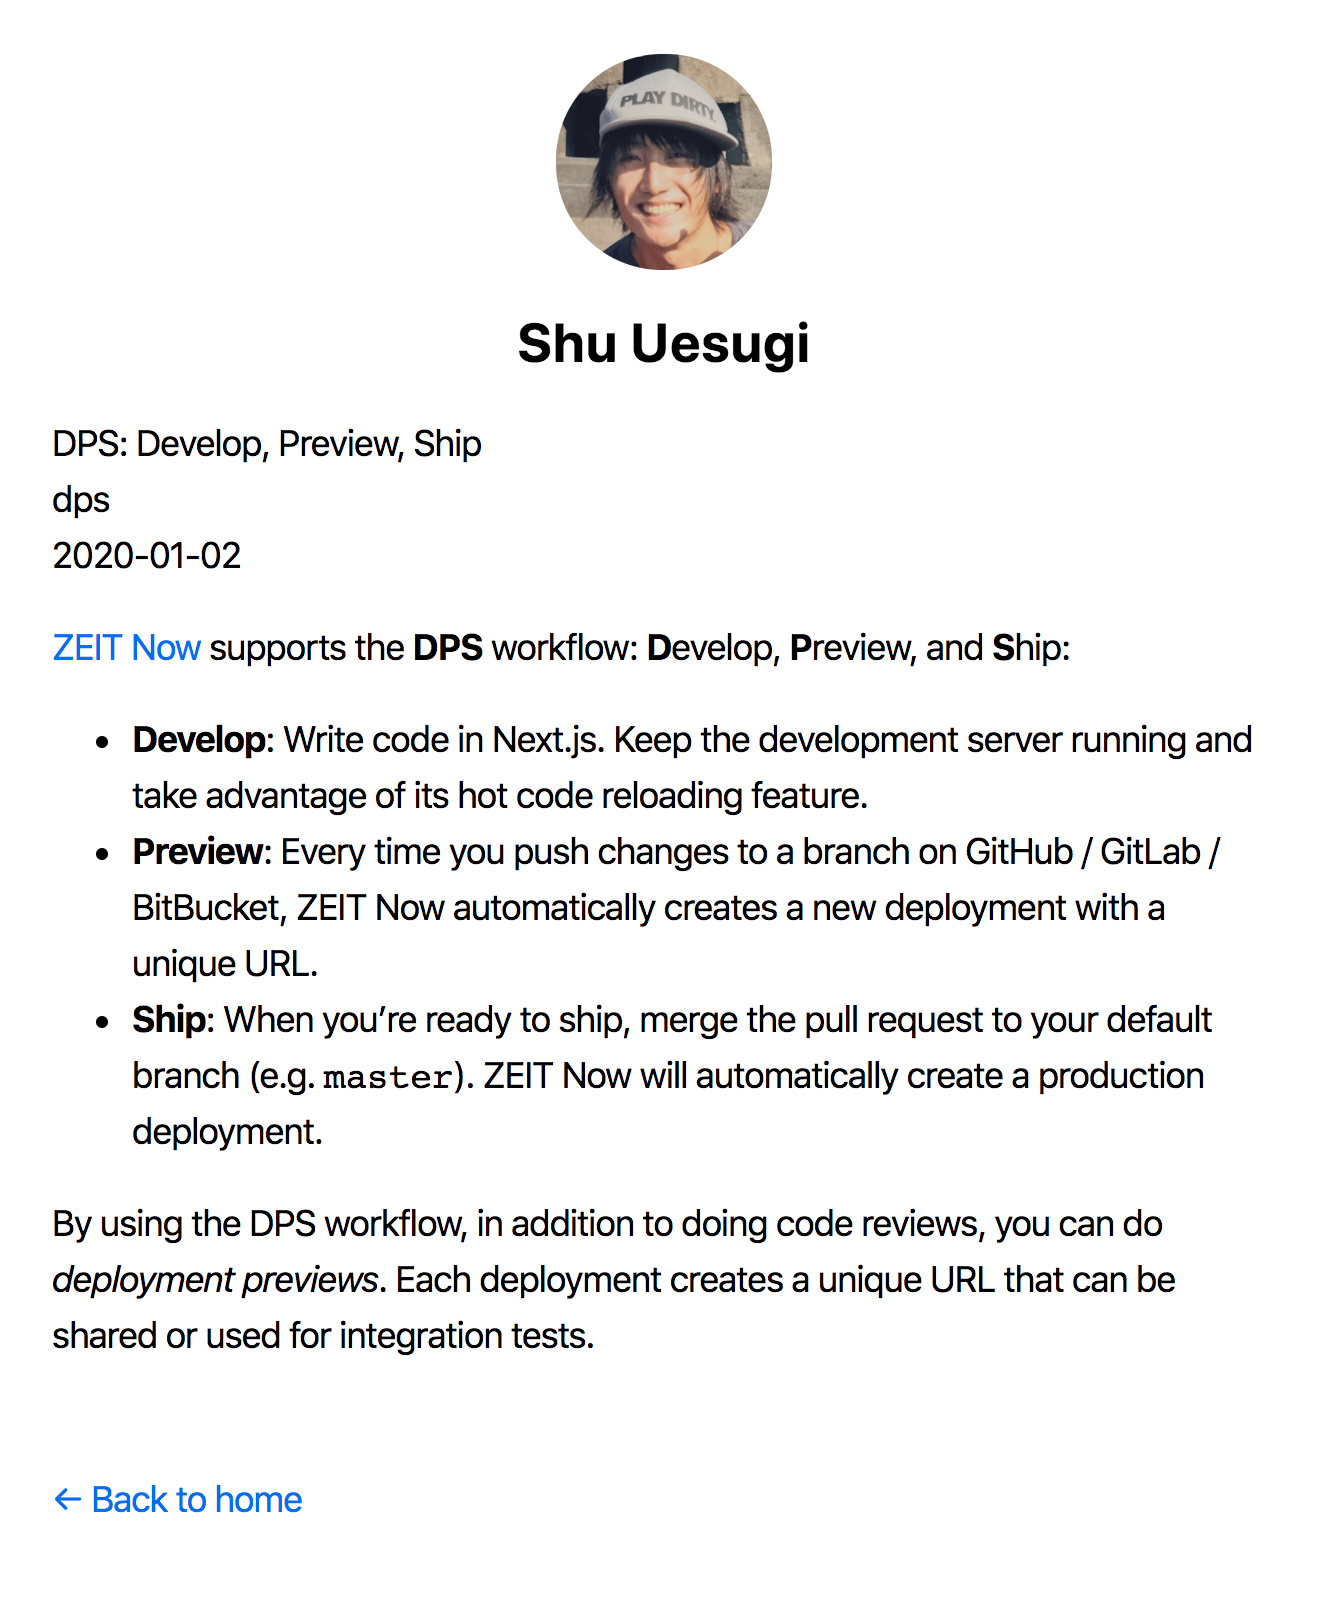 PLAY DIRTY
Shu Uesugi
DPS: Develop, Preview, Ship
dps
2020-01-02
ZEIT Now supports the DPS workflow: Develop, Preview, and Ship:
• Develop: Write code in Next.js. Keep the development server running and
take advantage of its hot code reloading feature.
• Preview: Every time you push changes to a branch on GitHub / GitLab /
BitBucket, ZEIT Now automatically creates a new deployment with a
unique URL.
• Ship: When you’re ready to ship, merge the pull request to your default
branch (e.g. master). ZEIT Now will automatically create a production
deployment.
By using the DPS workflow, in addition to doing code reviews, you can do
deployment previews. Each deployment creates a unique URL that can be
shared or used for integration tests.
← Back to home